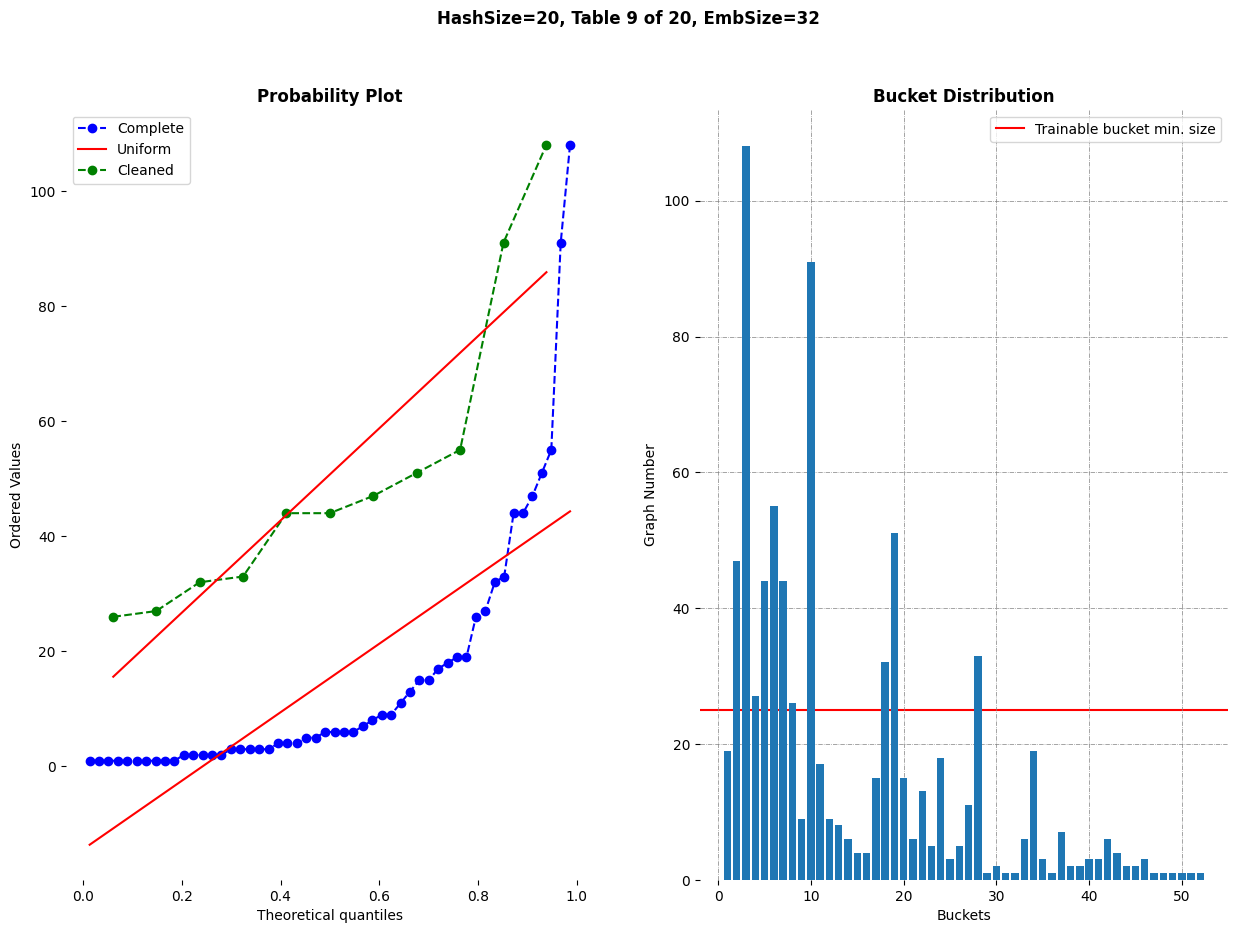 HashSize=20, Table 9 of 20, EmbSize=32
Probability Plot
Complete
Uniform
Cleaned
Ordered Values
100
80
60
40
20
0
0.0 0.2 0.4 0.6 0.8 1.0
Theoretical quantiles
Bucket Distribution
Trainable bucket min. size
Graph Number
100
80
60
40
20
0
0 10 20 30 40 50
Buckets